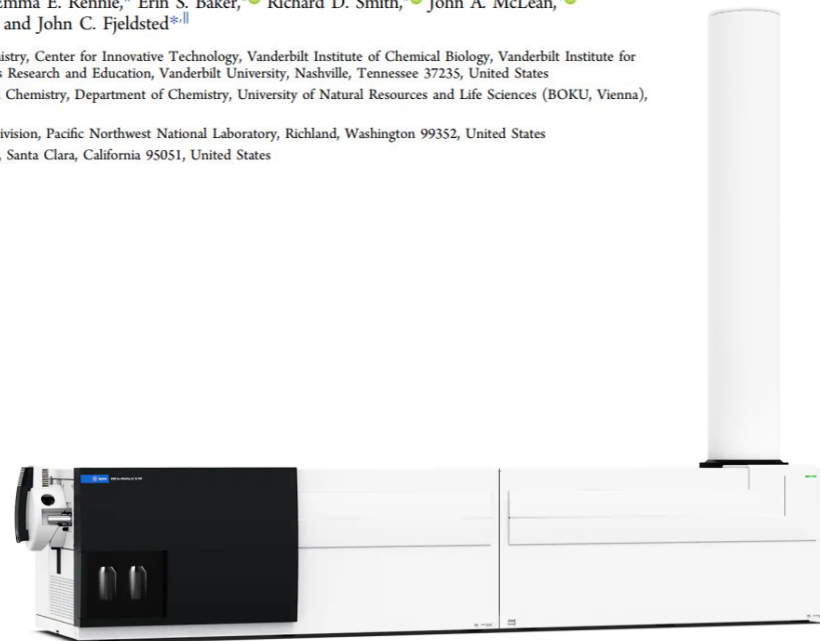 Emma E. Rennie,∥ Erin S. Baker,§ Richard D. Smith,§ John A. McLean,†
and John C. Fjeldsted*,∥
istry, Center for Innovative Technology, Vanderbilt Institute of Chemical Biology, Vanderbilt Institute for
s Research and Education, Vanderbilt University, Nashville, Tennessee 37235, United States
l Chemistry, Department of Chemistry, University of Natural Resources and Life Sciences (BOKU, Vienna),
ivision, Pacific Northwest National Laboratory, Richland, Washington 99352, United States
, Santa Clara, California 95051, United States
Agilent